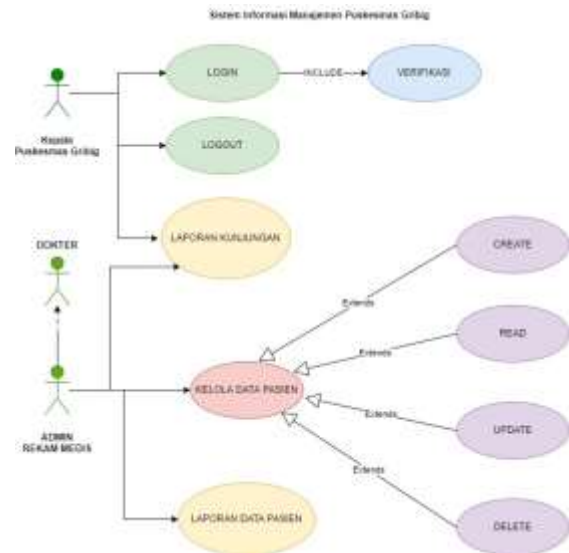 Sistem Informasi Manajemen Puskesmas Gribig
LOGIN
INCLUDE
VERIFIKASI
Kepala
Puskesmas Gribig
LOGOUT
LAPORAN KUNJUNGAN
DOKTER
CREATE
Extends
READ
Extends
KELOLA DATA PASIEN
Extends
UPDATE
ADMIN
REKAM MEDIS
Extends
LAPORAN DATA PASIEN
DELETE